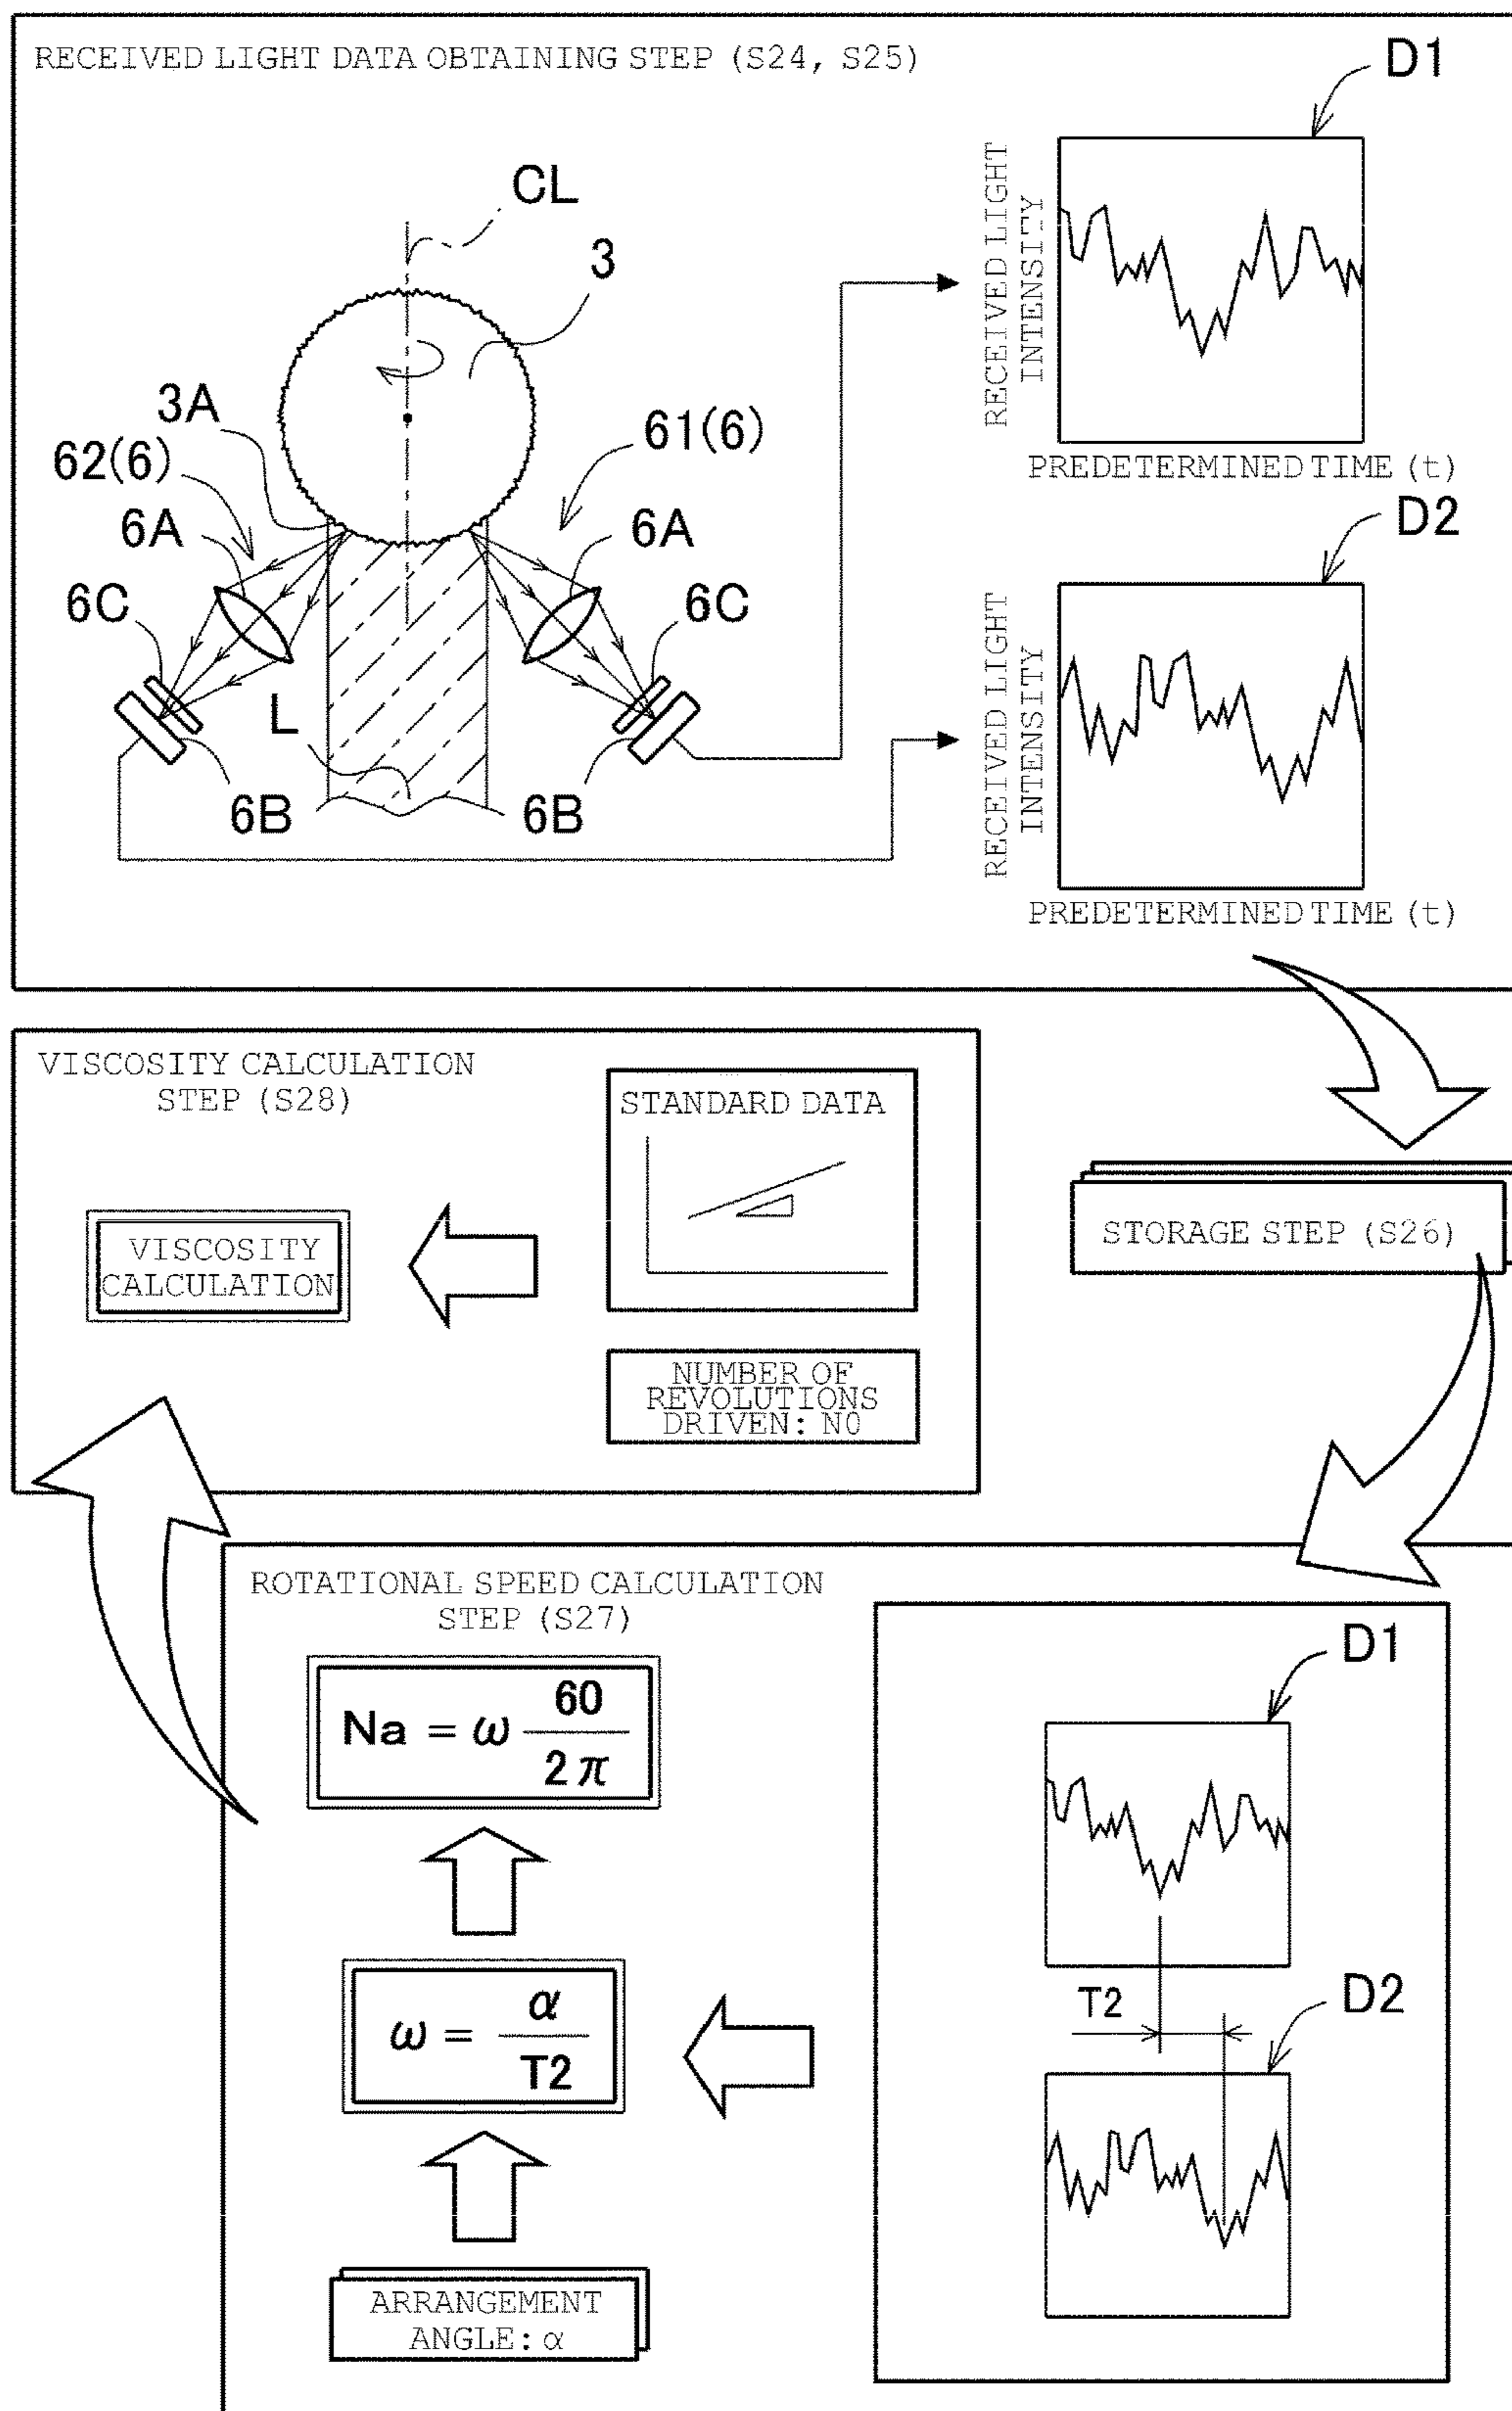 RECEIVED LIGHT DATA OBTAINING STEP (S24, S25)
D1
CL
3
3A
62(6)
61(6)
6A
6A
6C
6C
L
6B
6B
RECEIVED LIGHT
INTENSITY
PREDETERMINED TIME (t)
D2
RECEIVED LIGHT
INTENSITY
PREDETERMINED TIME (t)
VISCOSITY CALCULATION
STEP (S28)
STANDARD DATA
VISCOSITY
CALCULATION
NUMBER OF
REVOLUTIONS
DRIVEN: N0
STORAGE STEP (S26)
ROTATIONAL SPEED CALCULATION
STEP (S27)
Na = ω 60
2π
ω = α
T2
ARRANGEMENT
ANGLE: α
D1
T2
D2